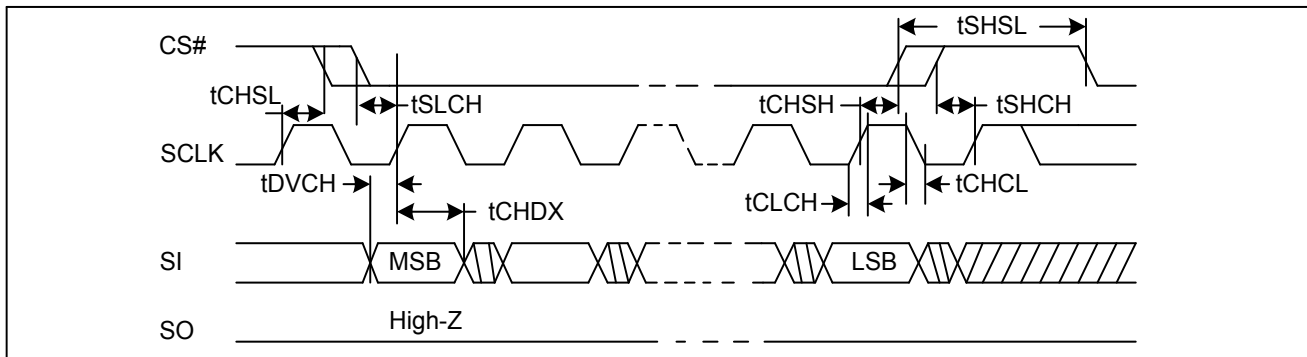 tSHSL
CS#
tCHSL
tSLCH
tCHSH
tSHCH
SCLK
tDVCH
tCHCL
tCLCH
tCHDX
SI
MSB
LSB
SO
High-Z